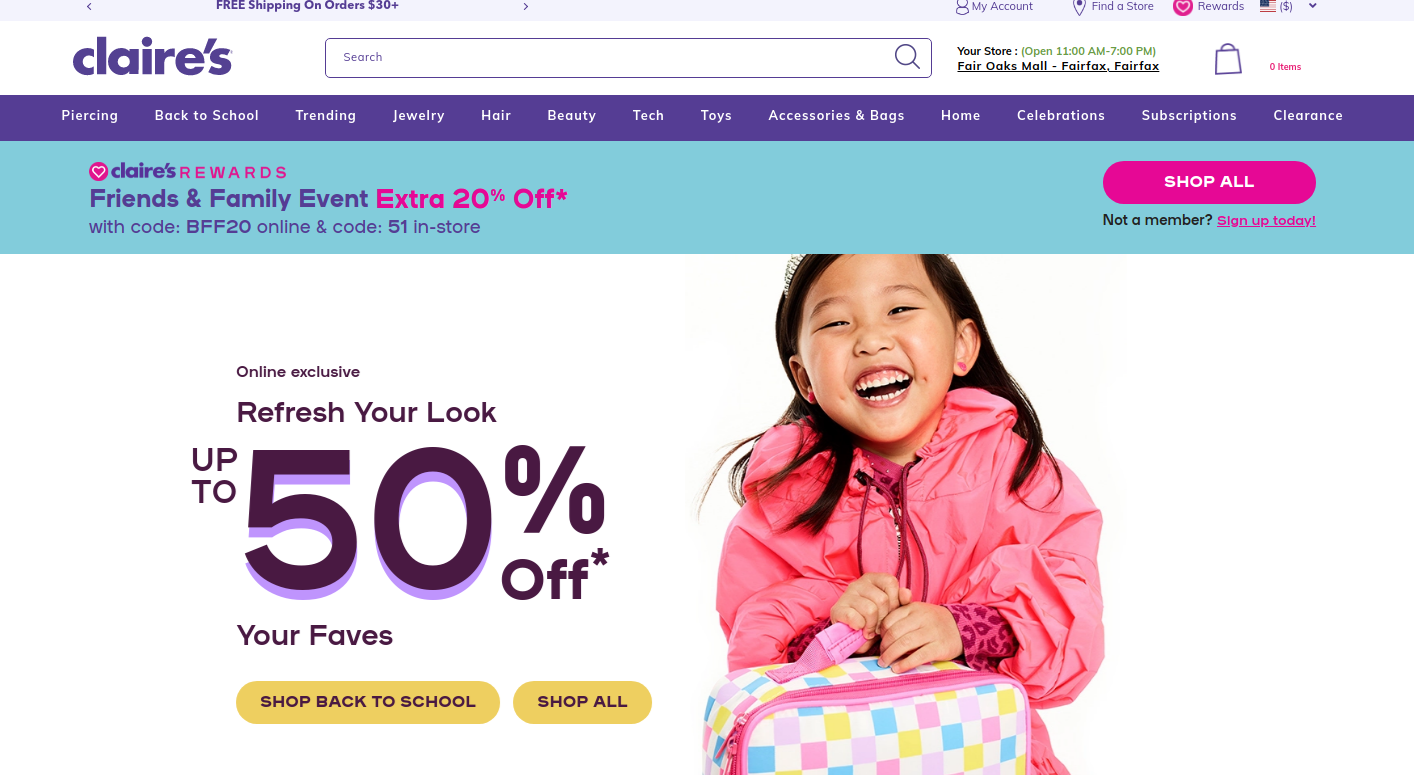 FREE Shipping On Orders $30+
My Account
Find a Store
Rewards
($)
claire's
Search
Your Store : (Open 11:00 AM-7:00 PM)
Fair Oaks Mall - Fairfax, Fairfax
0 Items
Piercing Back to School Trending Jewelry Hair Beauty Tech Toys Accessories & Bags Home Celebrations Subscriptions Clearance
claire's REWARDS
Friends & Family Event Extra 20% Off*
with code: BFF20 online & code: 51 in-store
SHOP ALL
Not a member? Sign up today!
Online exclusive
Refresh Your Look
UP TO
50% Off*
Your Faves
SHOP BACK TO SCHOOL
SHOP ALL